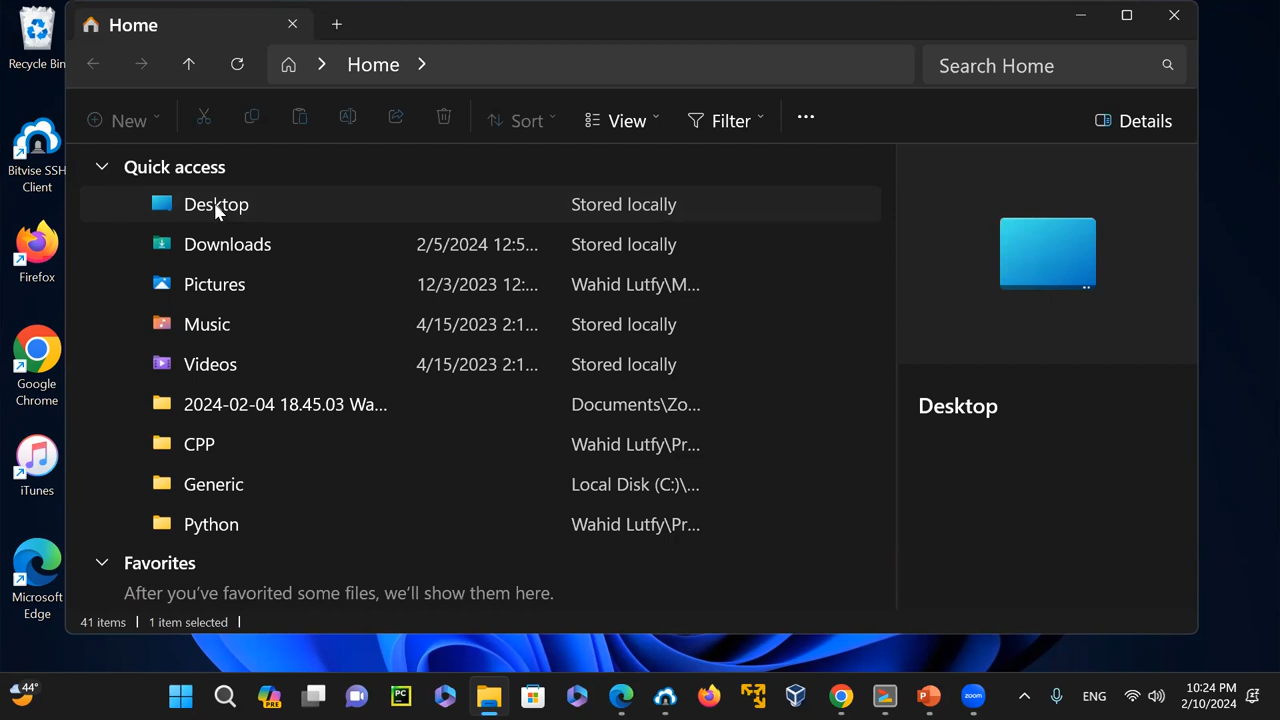 Recycle Bin
Bitvise SSH
Client
Firefox
Google
Chrome
iTunes
Microsoft
Edge
Home
Home
Search Home
New
Sort
View
Filter
Details
Quick access
Desktop Stored locally
Downloads 2/5/2024 12:5... Stored locally
Pictures 12/3/2023 12:... Wahid Lutfy\M...
Music 4/15/2023 2:1... Stored locally
Videos 4/15/2023 2:1... Stored locally
2024-02-04 18.45.03 Wa... Documents\Zo...
CPP Wahid Lutfy\Pr...
Generic Local Disk (C:)\...
Python Wahid Lutfy\Pr...
Favorites
After you've favorited some files, we'll show them here.
41 items 1 item selected
Desktop
44°
PRE
PC
zoom
ENG
10:24 PM
2/10/2024